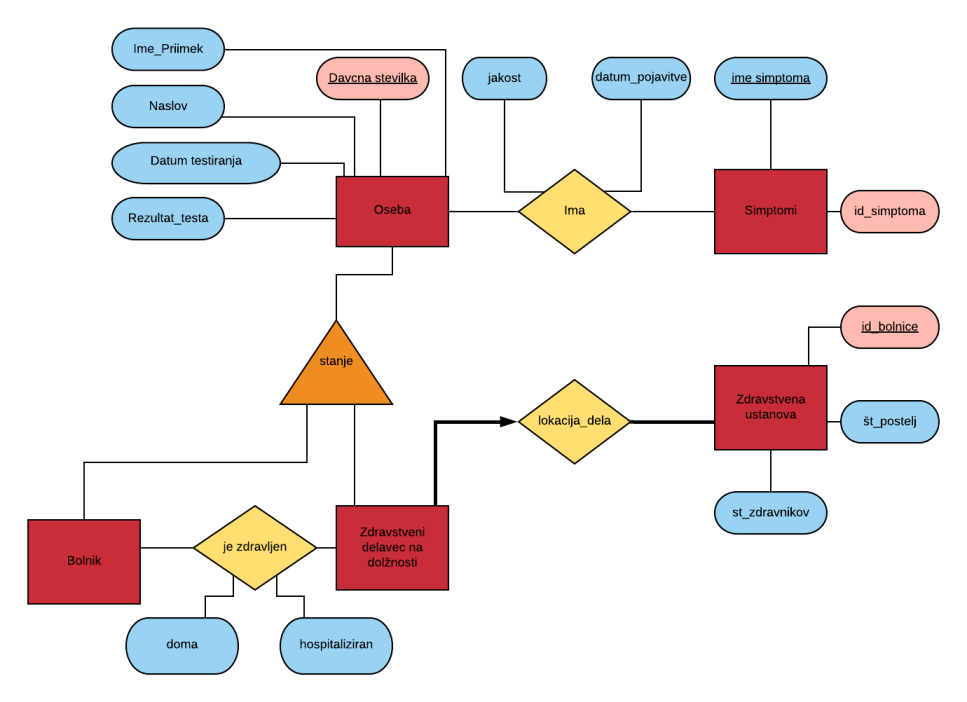 Ime_Priimek
Davcna stevilka
jakost
datum_pojavitve
ime simptoma
Naslov
Datum testiranja
Rezultat_testa
Oseba
Ima
Simptomi
id_simptoma
id_bolnice
stanje
Zdravstvena
ustanova
lokacija_dela
št_postelj
st_zdravnikov
Bolnik
je zdravljen
Zdravstveni
delavec na
dolžnosti
doma
hospitaliziran